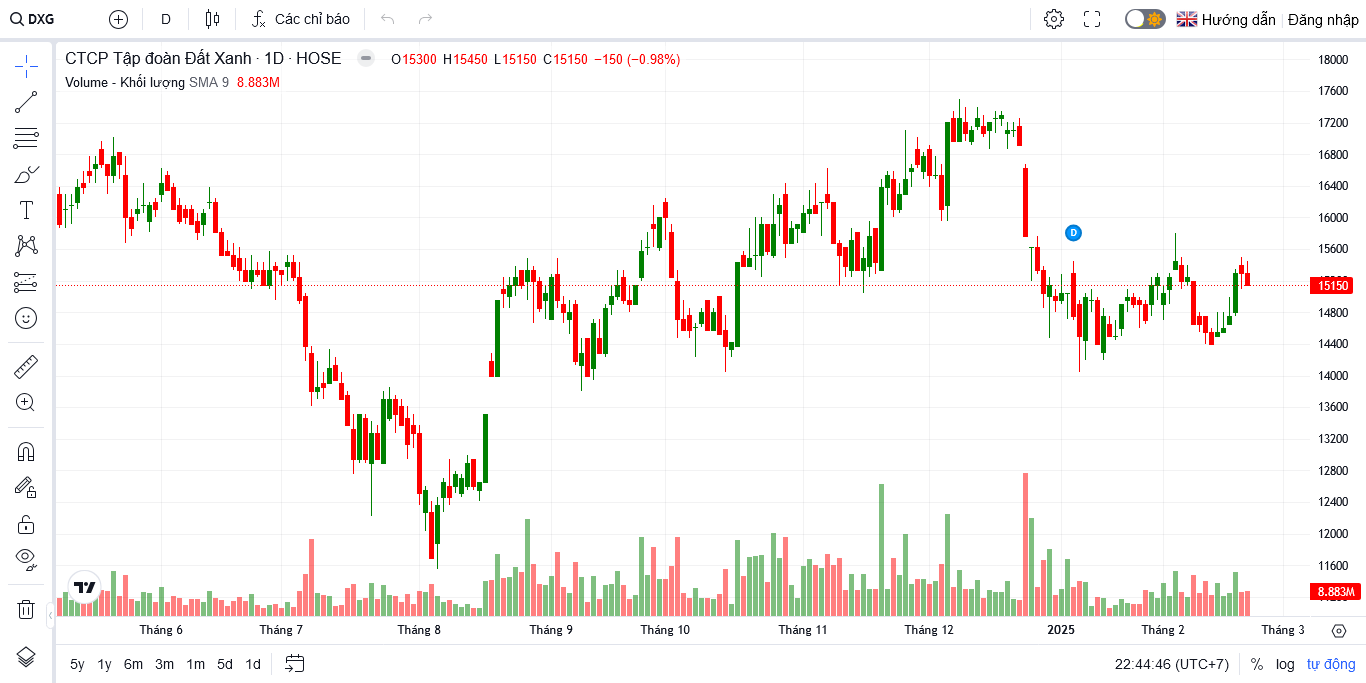 DXG D Các chỉ báo Hướng dẫn Đăng nhập
CTCP Tập đoàn Đất Xanh · 1D · HOSE O15300 H15450 L15150 C15150 −150 (−0.98%)
Volume - Khối lượng SMA 9 8.883M
18000
17600
17200
16800
16400
16000
D
15600
15150
14800
14400
14000
13600
13200
12800
12400
12000
11600
8.883M
Tháng 6 Tháng 7 Tháng 8 Tháng 9 Tháng 10 Tháng 11 Tháng 12 2025 Tháng 2 Tháng 3
5y 1y 6m 3m 1m 5d 1d 22:44:46 (UTC+7) % log tự động